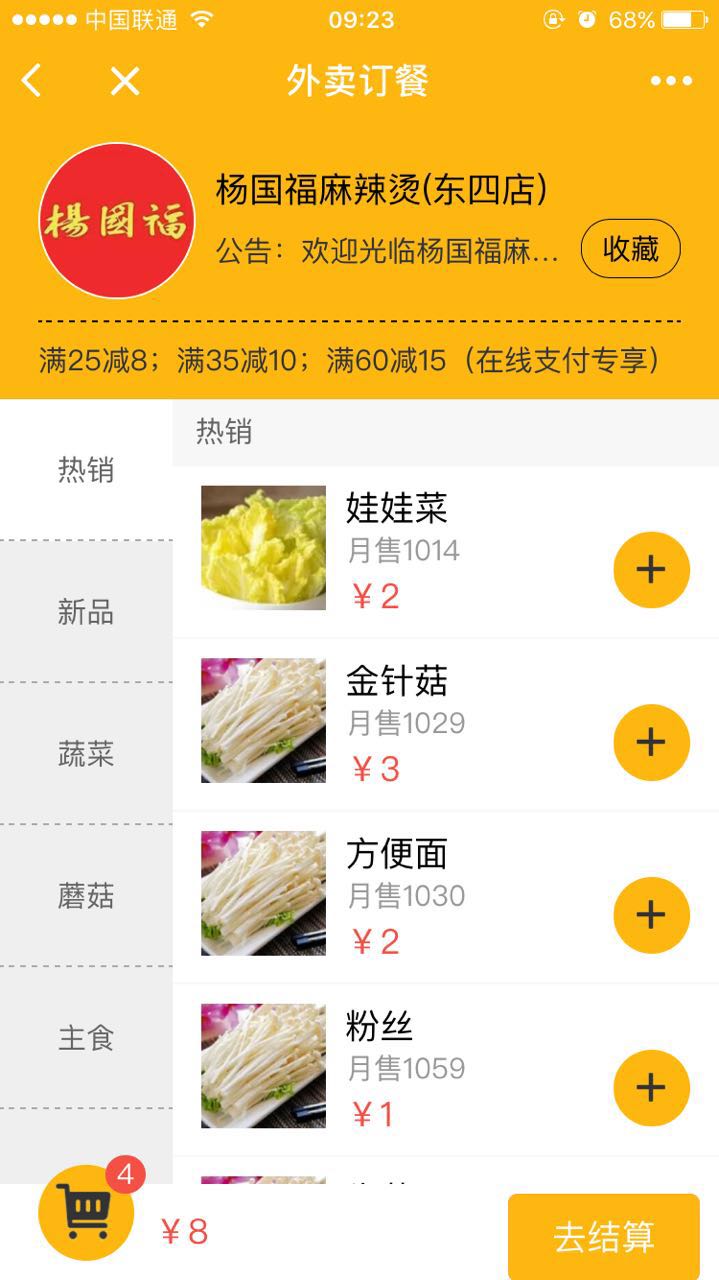 中国联通 09:23 68%
外卖订餐
楊國福
杨国福麻辣烫(东四店)
公告：欢迎光临杨国福麻... 收藏
满25减8；满35减10；满60减15（在线支付专享）
热销
新品
蔬菜
蘑菇
主食
热销
娃娃菜
月售1014
￥2
+
金针菇
月售1029
￥3
+
方便面
月售1030
￥2
+
粉丝
月售1059
￥1
+
4
￥8
去结算